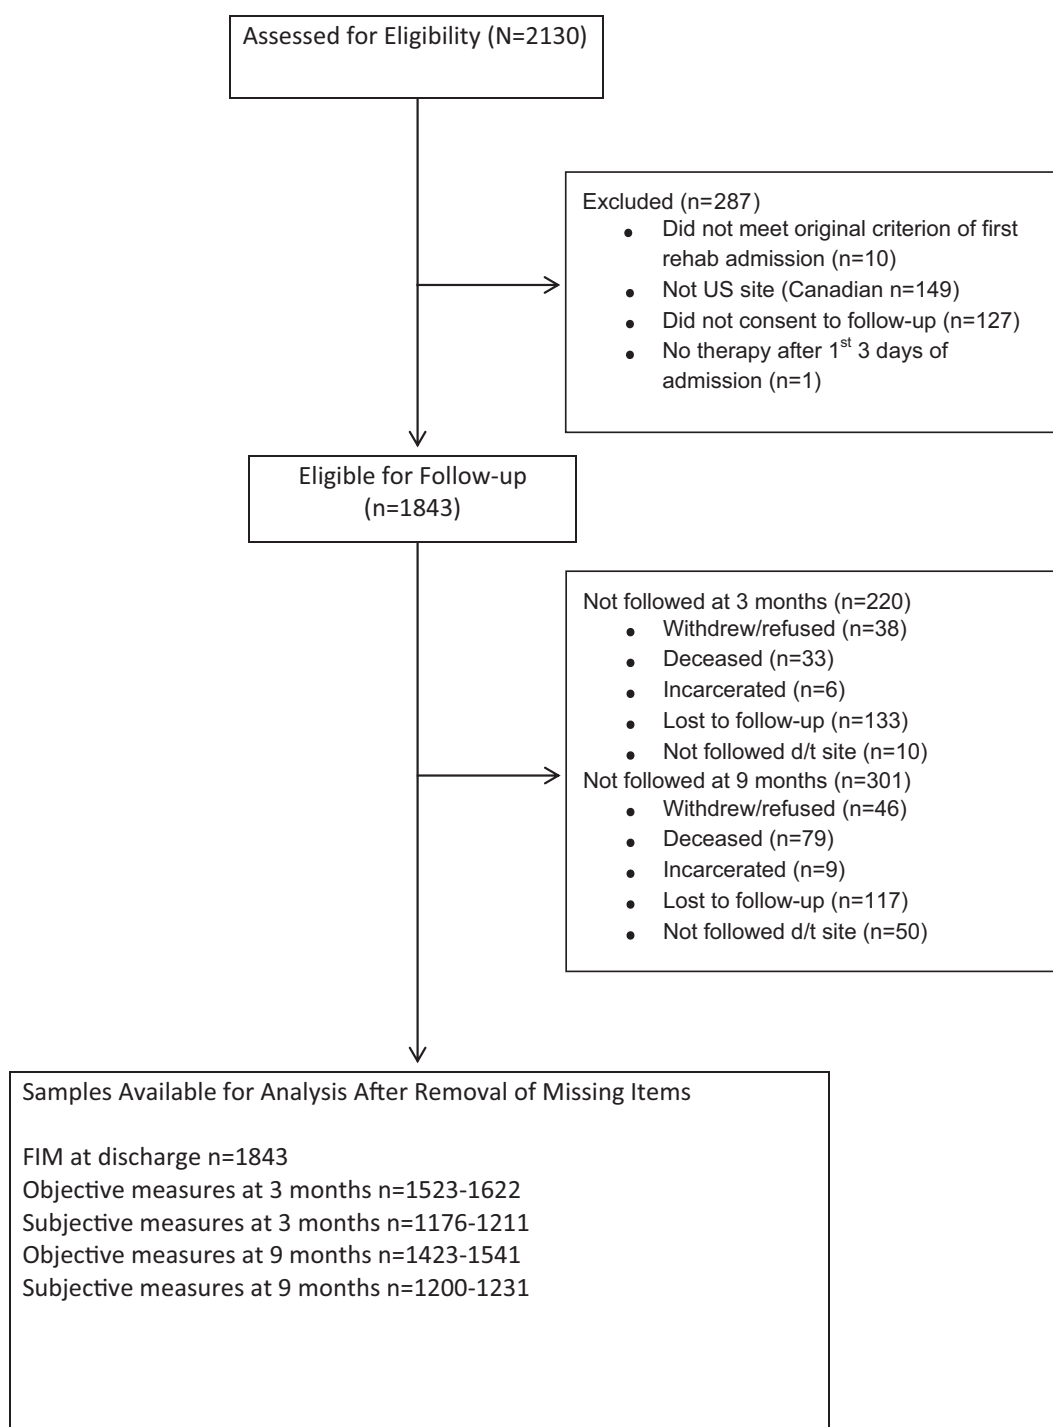 Assessed for Eligibility (N=2130)
Excluded (n=287)
• Did not meet original criterion of first
rehab admission (n=10)
• Not US site (Canadian n=149)
• Did not consent to follow-up (n=127)
• No therapy after 1st 3 days of
admission (n=1)
Eligible for Follow-up
(n=1843)
Not followed at 3 months (n=220)
• Withdrew/refused (n=38)
• Deceased (n=33)
• Incarcerated (n=6)
• Lost to follow-up (n=133)
• Not followed d/t site (n=10)
Not followed at 9 months (n=301)
• Withdrew/refused (n=46)
• Deceased (n=79)
• Incarcerated (n=9)
• Lost to follow-up (n=117)
• Not followed d/t site (n=50)
Samples Available for Analysis After Removal of Missing Items
FIM at discharge n=1843
Objective measures at 3 months n=1523-1622
Subjective measures at 3 months n=1176-1211
Objective measures at 9 months n=1423-1541
Subjective measures at 9 months n=1200-1231